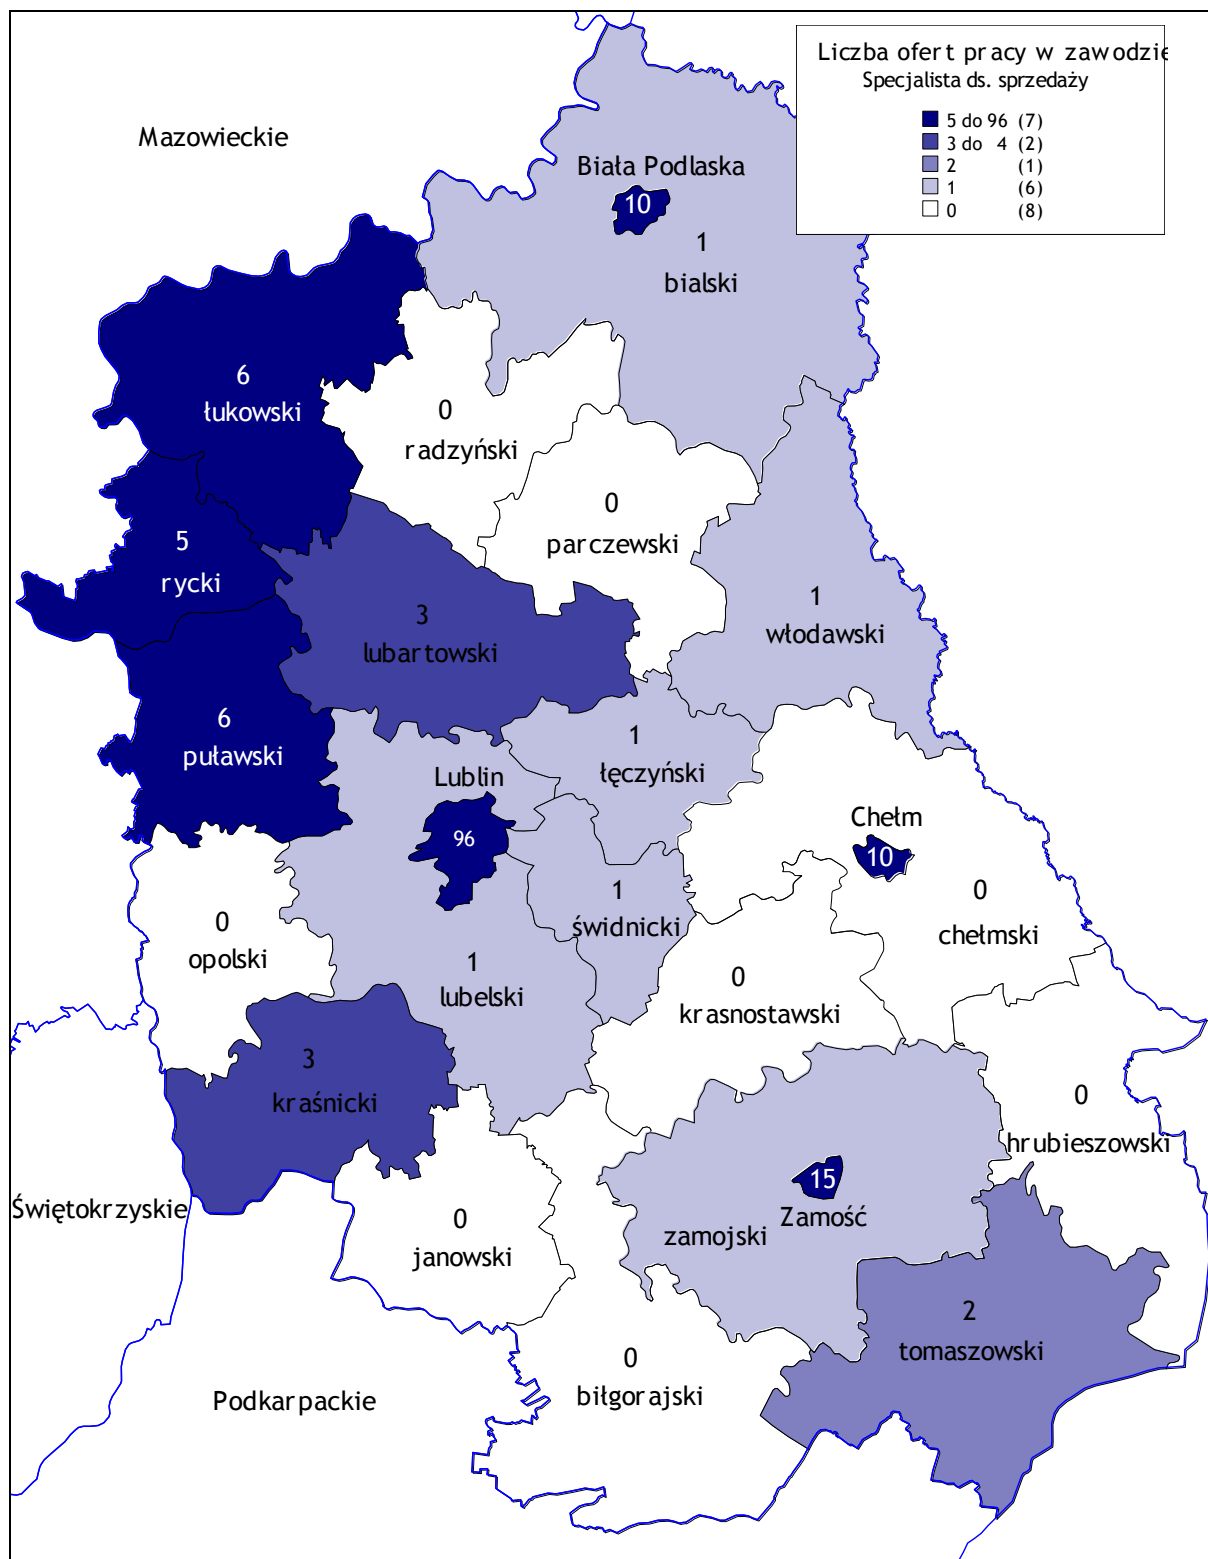 Liczba ofert pracy w zawodzie
Specjalista ds. sprzedaży
5 do 96 (7)
3 do 4 (2)
2 (1)
1 (6)
0 (8)
Mazowieckie
Biała Podlaska
10
1
bialski
6
łukowski
0
radzyński
0
parczewski
5
rycki
1
włodawski
3
lubartowski
6
puławski
1
łęczyński
Lublin
96
Chełm
10
1
świdnicki
0
chełmski
0
opolski
1
lubelski
0
krasnostawski
3
kraśnicki
0
hrubieszowski
15
Zamość
zamojski
Świętokrzyskie
0
janowski
2
tomaszowski
0
biłgorajski
Podkarpackie